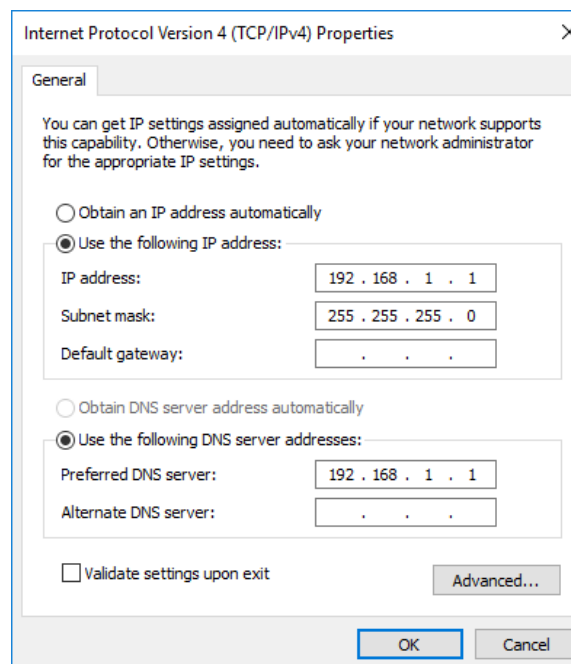 Internet Protocol Version 4 (TCP/IPv4) Properties
General
You can get IP settings assigned automatically if your network supports
this capability. Otherwise, you need to ask your network administrator
for the appropriate IP settings.
Obtain an IP address automatically
Use the following IP address:
IP address: 192 . 168 . 1 . 1
Subnet mask: 255 . 255 . 255 . 0
Default gateway: . . .
Obtain DNS server address automatically
Use the following DNS server addresses:
Preferred DNS server: 192 . 168 . 1 . 1
Alternate DNS server: . . .
Validate settings upon exit
Advanced...
OK Cancel